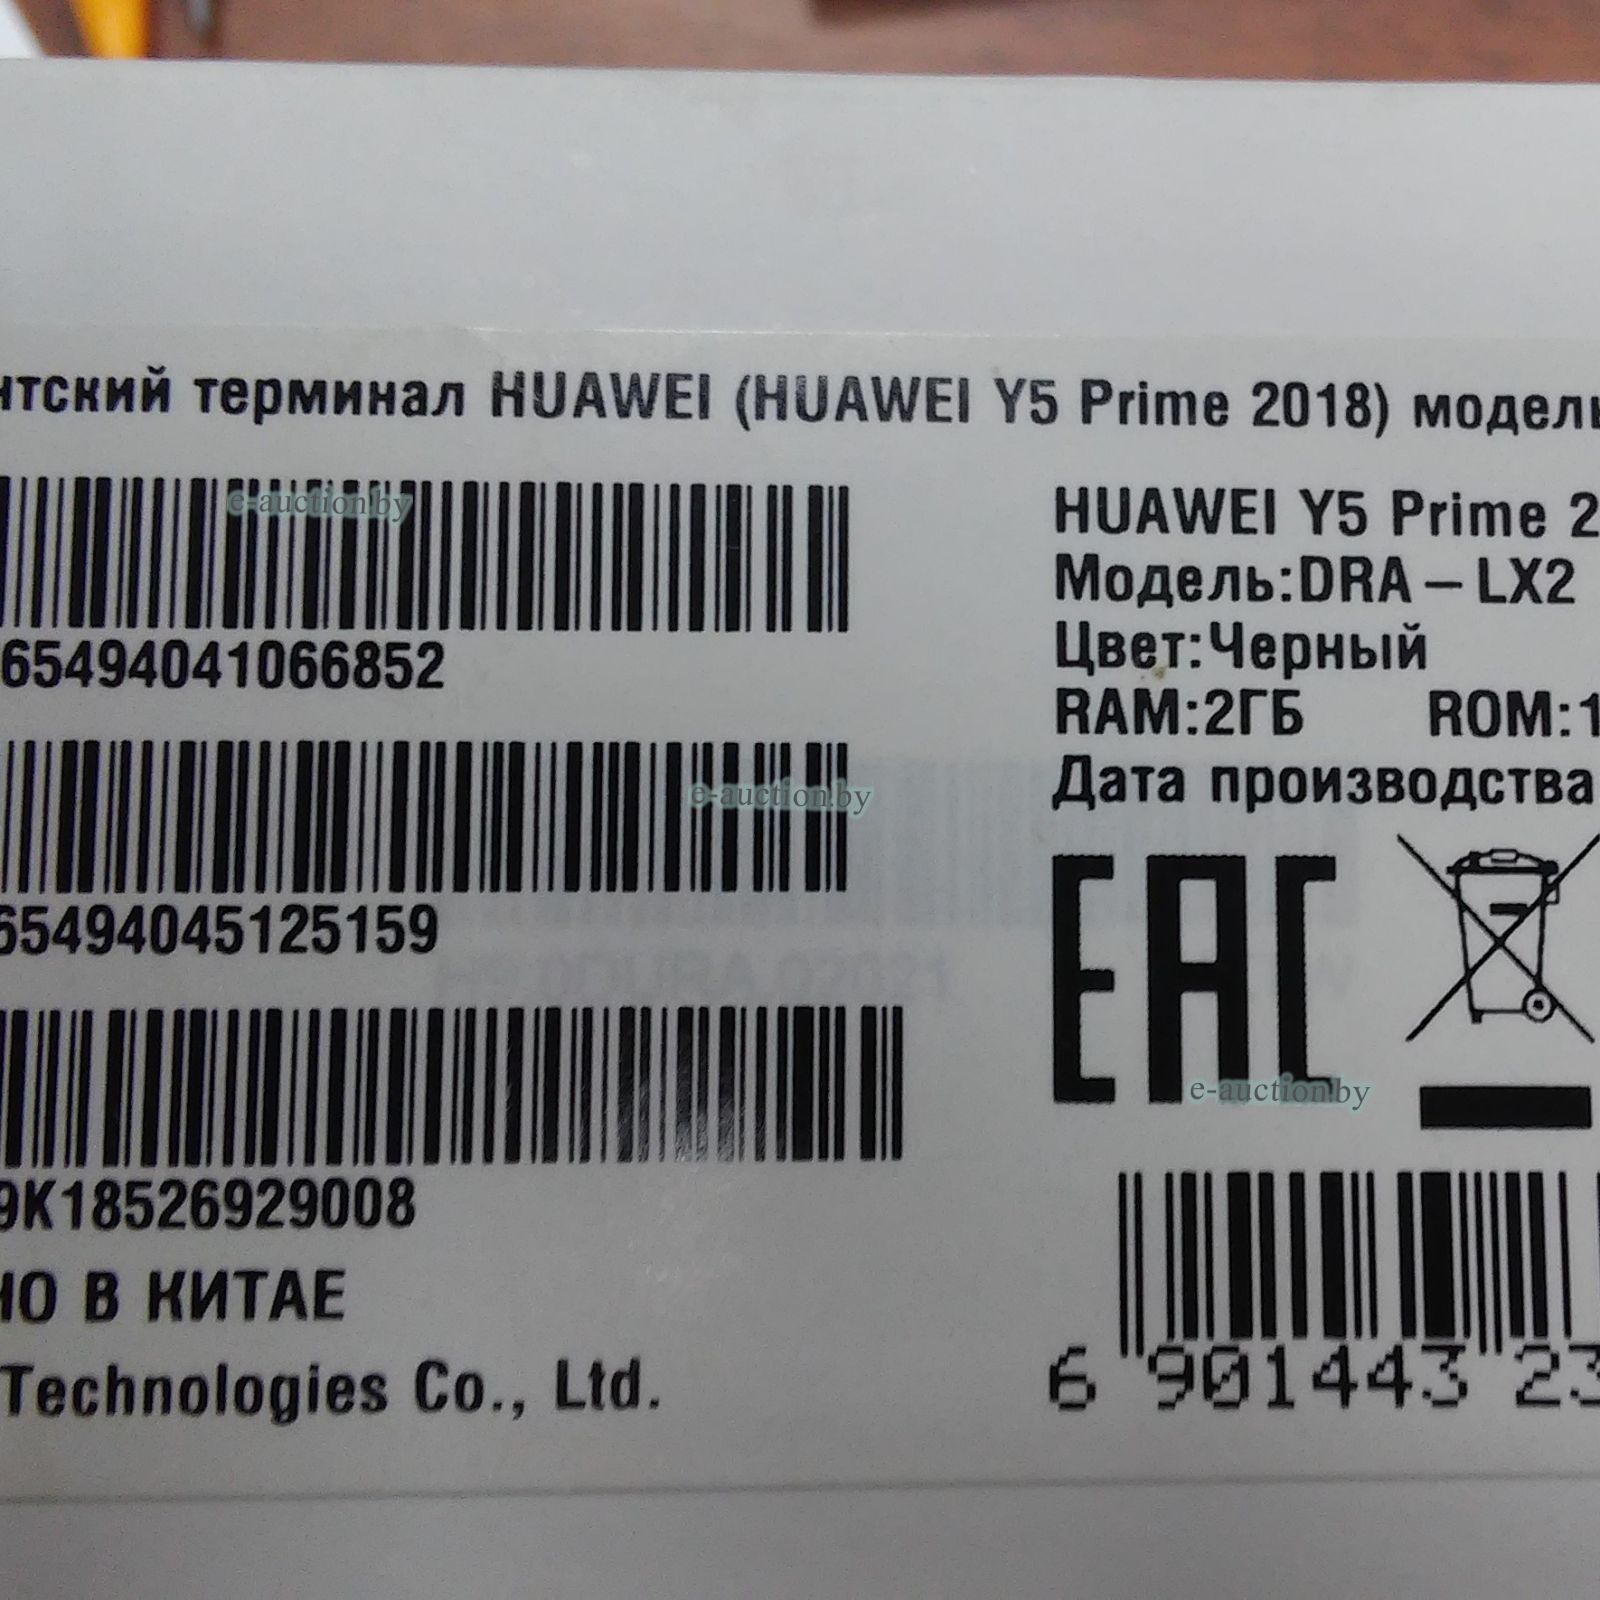 нтский терминал HUAWEI (HUAWEI Y5 Prime 2018) модель
e-auction.by
65494041066852
e-auction.by
65494045125159
9K18526929008
НО В КИТАЕ
Technologies Co., Ltd.
HUAWEI Y5 Prime 2
Модель:DRA – LX2
Цвет:Черный
RAM:2ГБ ROM:1
Дата производства
EAC
e-auction.by
6 901443 23